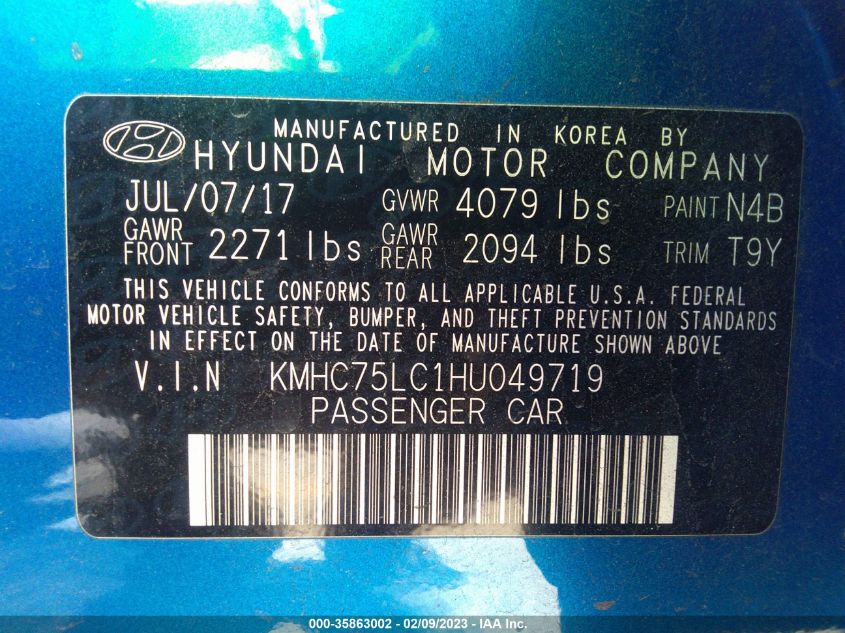 MANUFACTURED IN KOREA BY
HYUNDAI MOTOR COMPANY
JUL/07/17 GVWR 4079 lbs PAINT N4B
GAWR FRONT 2271 lbs GAWR REAR 2094 lbs TRIM T9Y
THIS VEHICLE CONFORMS TO ALL APPLICABLE U.S.A. FEDERAL
MOTOR VEHICLE SAFETY, BUMPER, AND THEFT PREVENTION STANDARDS
IN EFFECT ON THE DATE OF MANUFACTURE SHOWN ABOVE
V.I.N KMHC75LC1HU049719
PASSENGER CAR
000-35863002 - 02/09/2023 - IAA Inc.